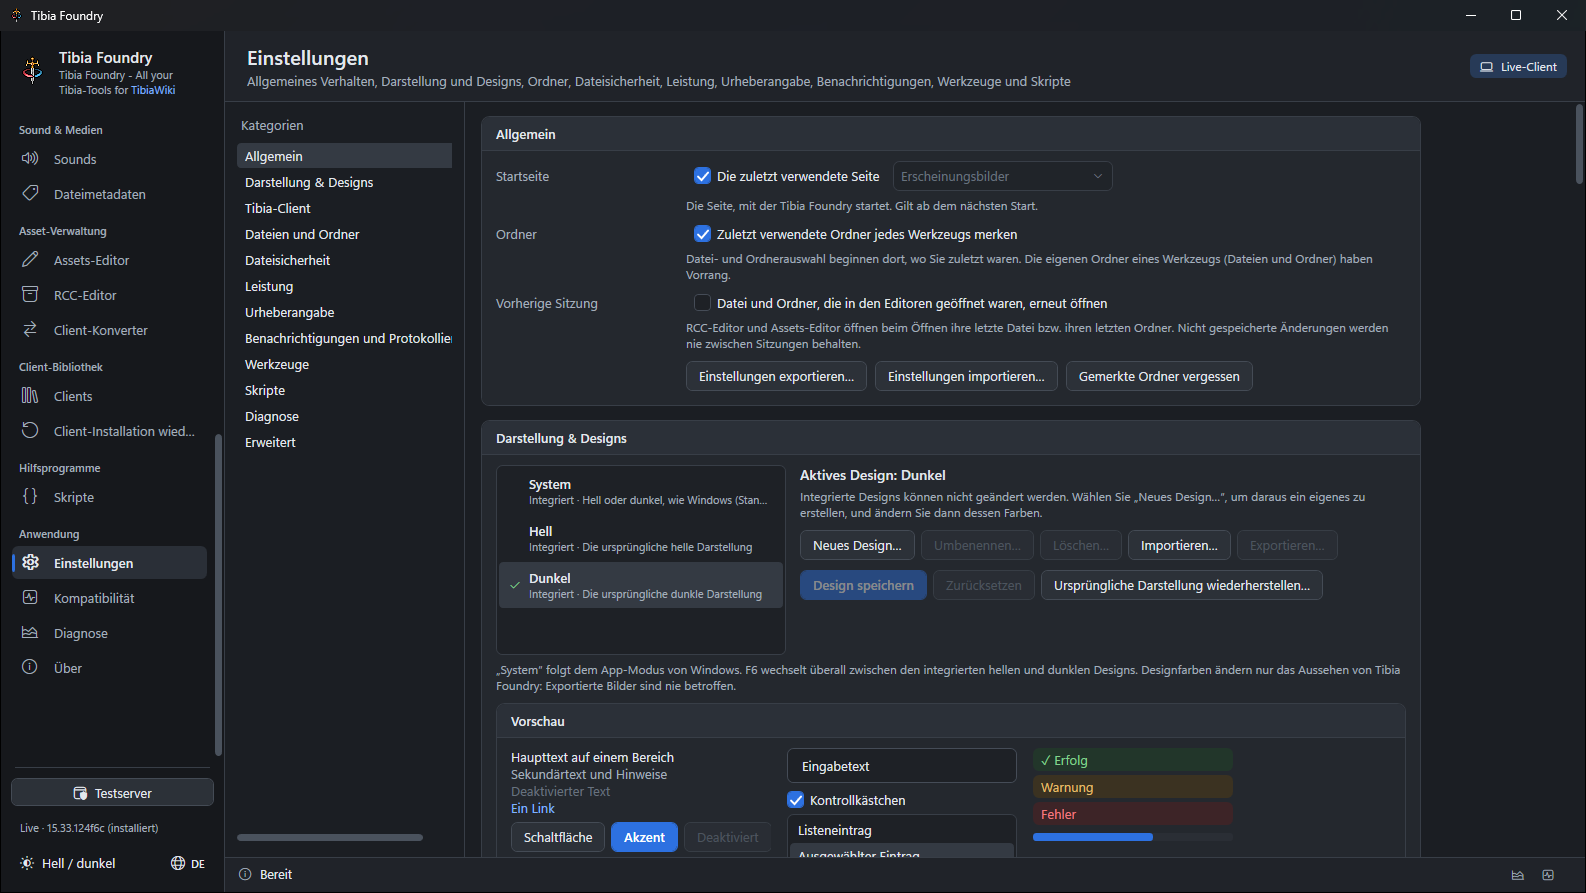 Tibia Foundry
Tibia Foundry
Tibia Foundry - All your
Tibia-Tools for TibiaWiki
Sound & Medien
Sounds
Dateimetadaten
Asset-Verwaltung
Assets-Editor
RCC-Editor
Client-Konverter
Client-Bibliothek
Clients
Client-Installation wied...
Hilfsprogramme
Skripte
Anwendung
Einstellungen
Kompatibilität
Diagnose
Über
Testserver
Live · 15.33.124f6c (installiert)
Hell / dunkel
DE
Einstellungen
Allgemeines Verhalten, Darstellung und Designs, Ordner, Dateisicherheit, Leistung, Urheberangabe, Benachrichtigungen, Werkzeuge und Skripte
Live-Client
Kategorien
Allgemein
Darstellung & Designs
Tibia-Client
Dateien und Ordner
Dateisicherheit
Leistung
Urheberangabe
Benachrichtigungen und Protokollier
Werkzeuge
Skripte
Diagnose
Erweitert
Allgemein
Startseite
Die zuletzt verwendete Seite
Erscheinungsbilder
Die Seite, mit der Tibia Foundry startet. Gilt ab dem nächsten Start.
Ordner
Zuletzt verwendete Ordner jedes Werkzeugs merken
Datei- und Ordnerauswahl beginnen dort, wo Sie zuletzt waren. Die eigenen Ordner eines Werkzeugs (Dateien und Ordner) haben
Vorrang.
Vorherige Sitzung
Datei und Ordner, die in den Editoren geöffnet waren, erneut öffnen
RCC-Editor und Assets-Editor öffnen beim Öffnen ihre letzte Datei bzw. ihren letzten Ordner. Nicht gespeicherte Änderungen werden
nie zwischen Sitzungen behalten.
Einstellungen exportieren...
Einstellungen importieren...
Gemerkte Ordner vergessen
Darstellung & Designs
System
Integriert · Hell oder dunkel, wie Windows (Stan...
Hell
Integriert · Die ursprüngliche helle Darstellung
Dunkel
Integriert · Die ursprüngliche dunkle Darstellung
Aktives Design: Dunkel
Integrierte Designs können nicht geändert werden. Wählen Sie „Neues Design...“, um daraus ein eigenes zu
erstellen, und ändern Sie dann dessen Farben.
Neues Design...
Umbenennen...
Löschen...
Importieren...
Exportieren...
Design speichern
Zurücksetzen
Ursprüngliche Darstellung wiederherstellen...
„System“ folgt dem App-Modus von Windows. F6 wechselt überall zwischen den integrierten hellen und dunklen Designs. Designfarben ändern nur das Aussehen von Tibia
Foundry: Exportierte Bilder sind nie betroffen.
Vorschau
Haupttext auf einem Bereich
Sekundärtext und Hinweise
Deaktivierter Text
Ein Link
Schaltfläche
Akzent
Deaktiviert
Eingabetext
Kontrollkästchen
Listeneintrag
Ausgewählter Eintrag
✓ Erfolg
Warnung
Fehler
Bereit